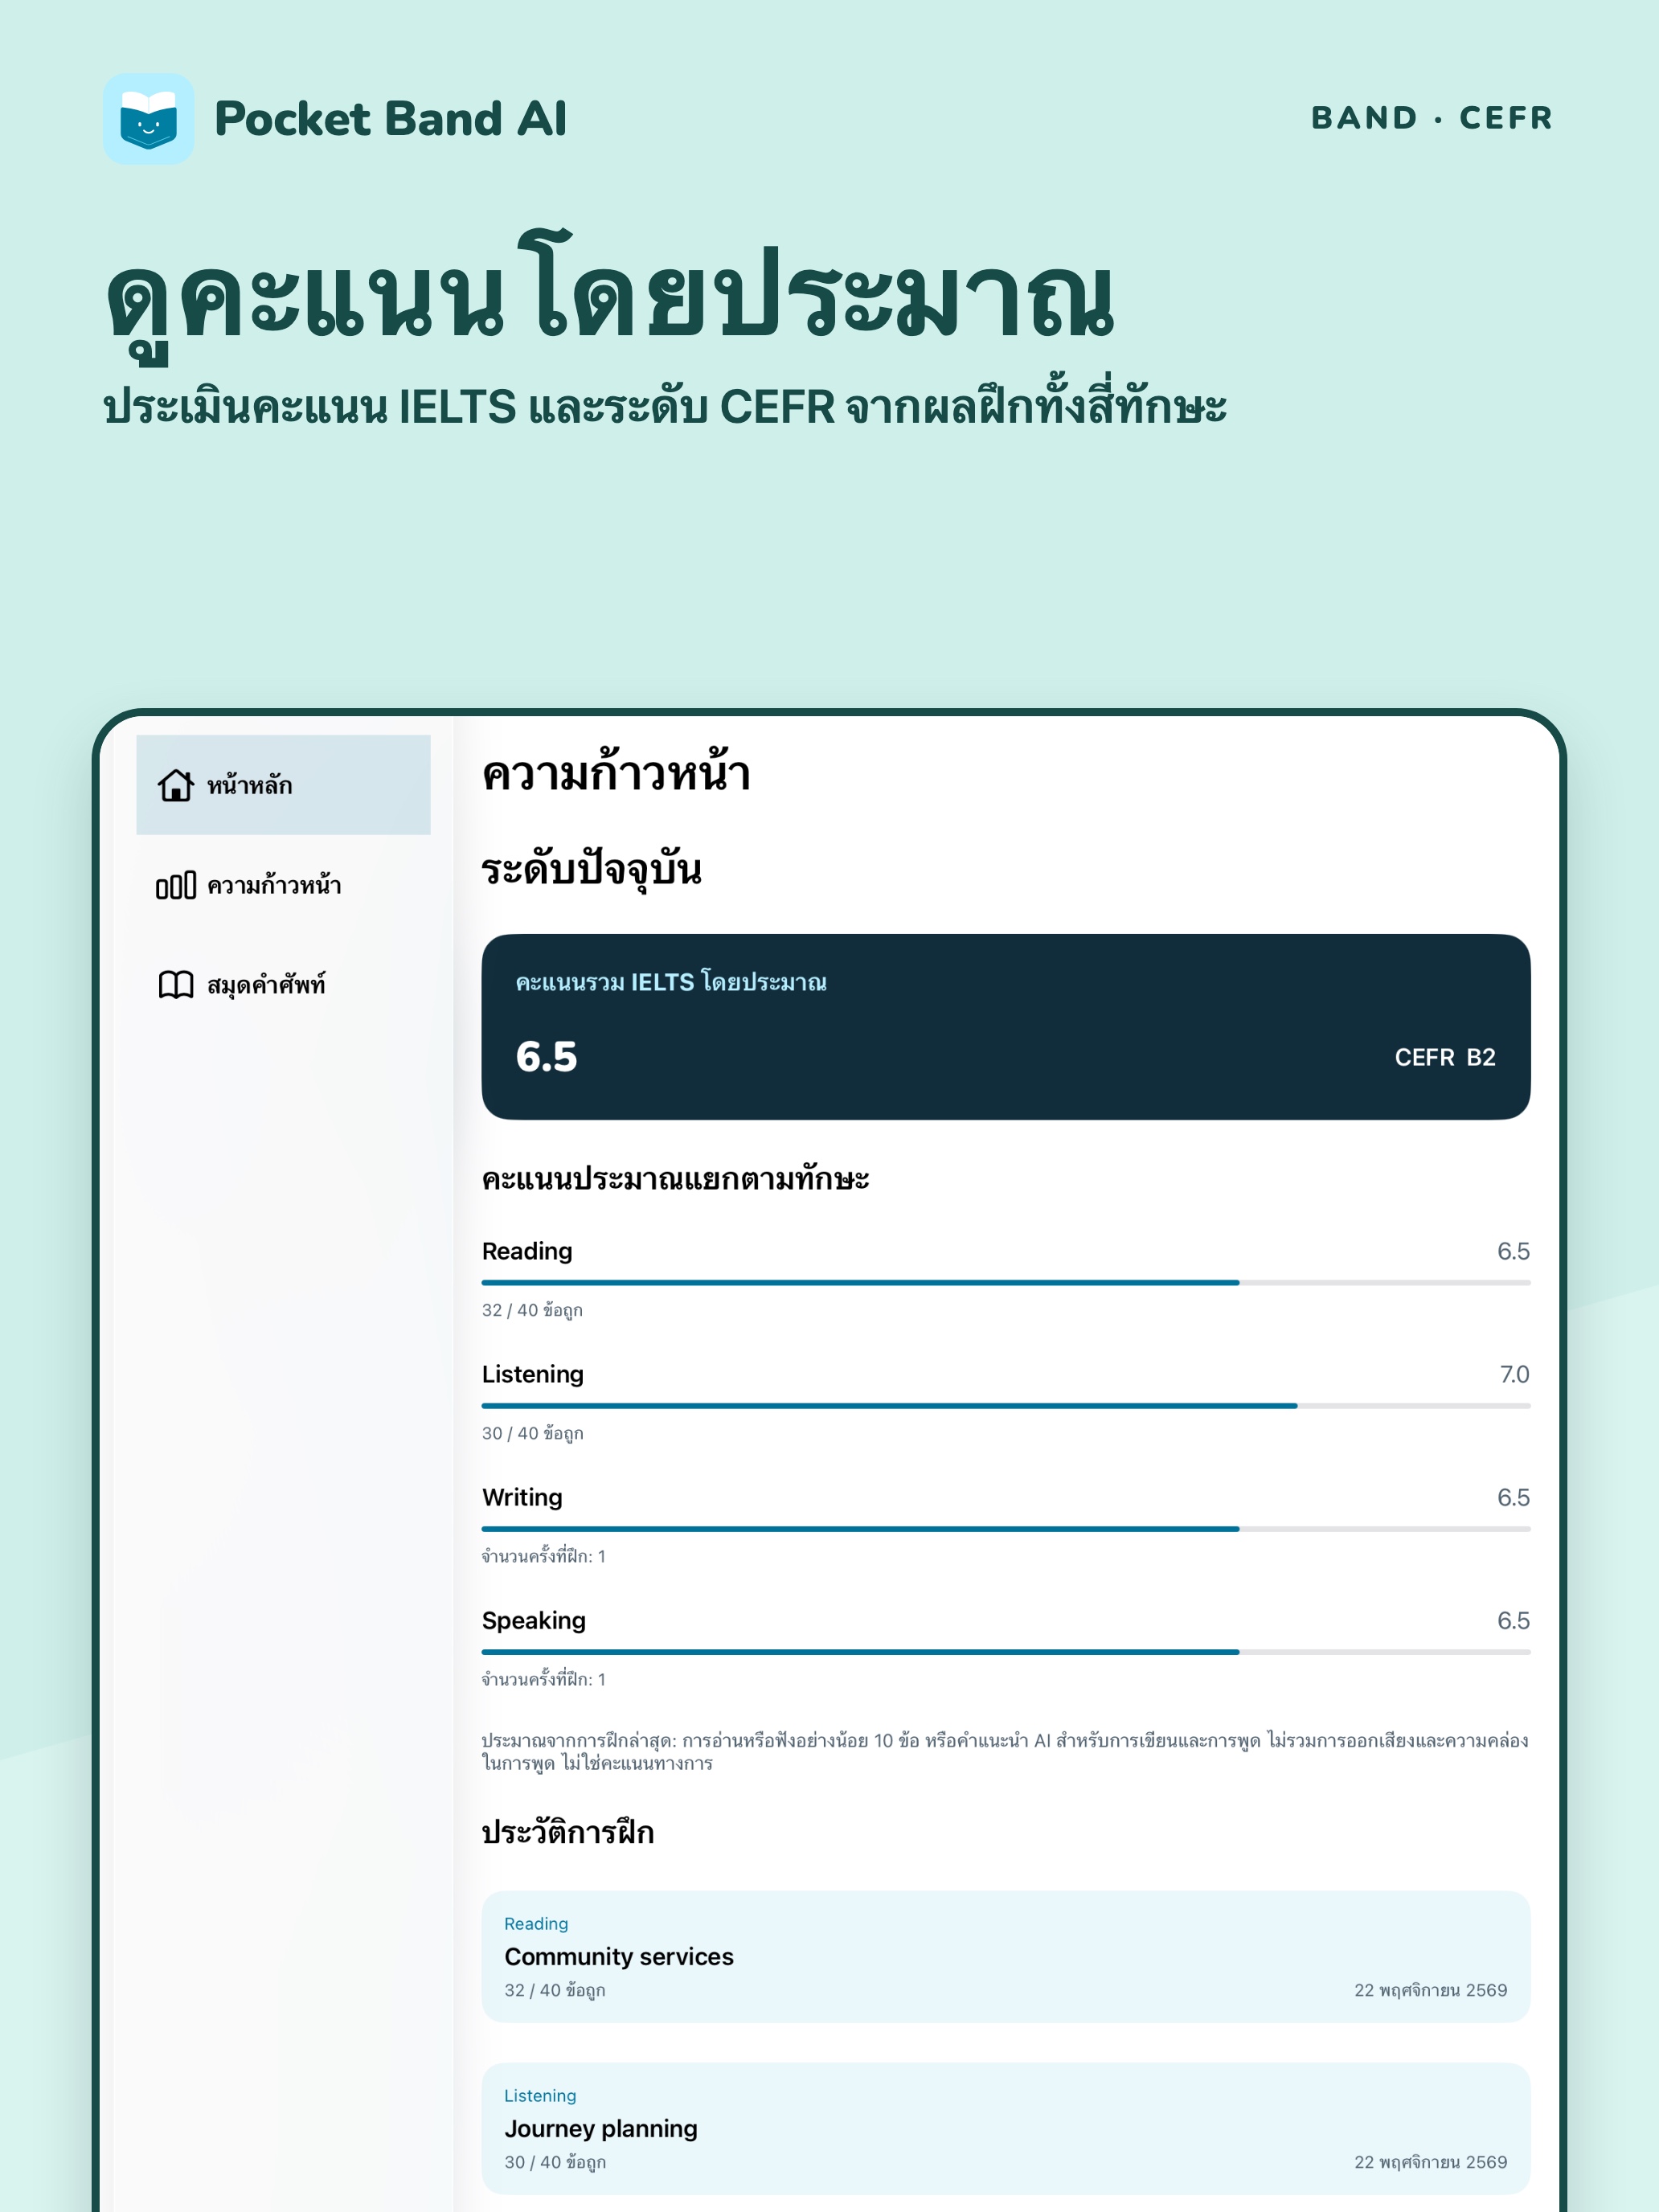 Pocket Band AI
BAND · CEFR
ดูคะแนนโดยประมาณ
ประเมินคะแนน IELTS และระดับ CEFR จากผลฝึกทั้งสี่ทักษะ
หน้าหลัก
ความก้าวหน้า
สมุดคำศัพท์
ความก้าวหน้า
ระดับปัจจุบัน
คะแนนรวม IELTS โดยประมาณ
6.5
CEFR B2
คะแนนประมาณแยกตามทักษะ
Reading
6.5
32 / 40 ข้อถูก
Listening
7.0
30 / 40 ข้อถูก
Writing
6.5
จำนวนครั้งที่ฝึก: 1
Speaking
6.5
จำนวนครั้งที่ฝึก: 1
ประมาณจากการฝึกล่าสุด: การอ่านหรือฟังอย่างน้อย 10 ข้อ หรือคำแนะนำ AI สำหรับการเขียนและการพูด ไม่รวมการออกเสียงและความคล่อง
ในการพูด ไม่ใช่คะแนนทางการ
ประวัติการฝึก
Reading
Community services
32 / 40 ข้อถูก
22 พฤศจิกายน 2569
Listening
Journey planning
30 / 40 ข้อถูก
22 พฤศจิกายน 2569